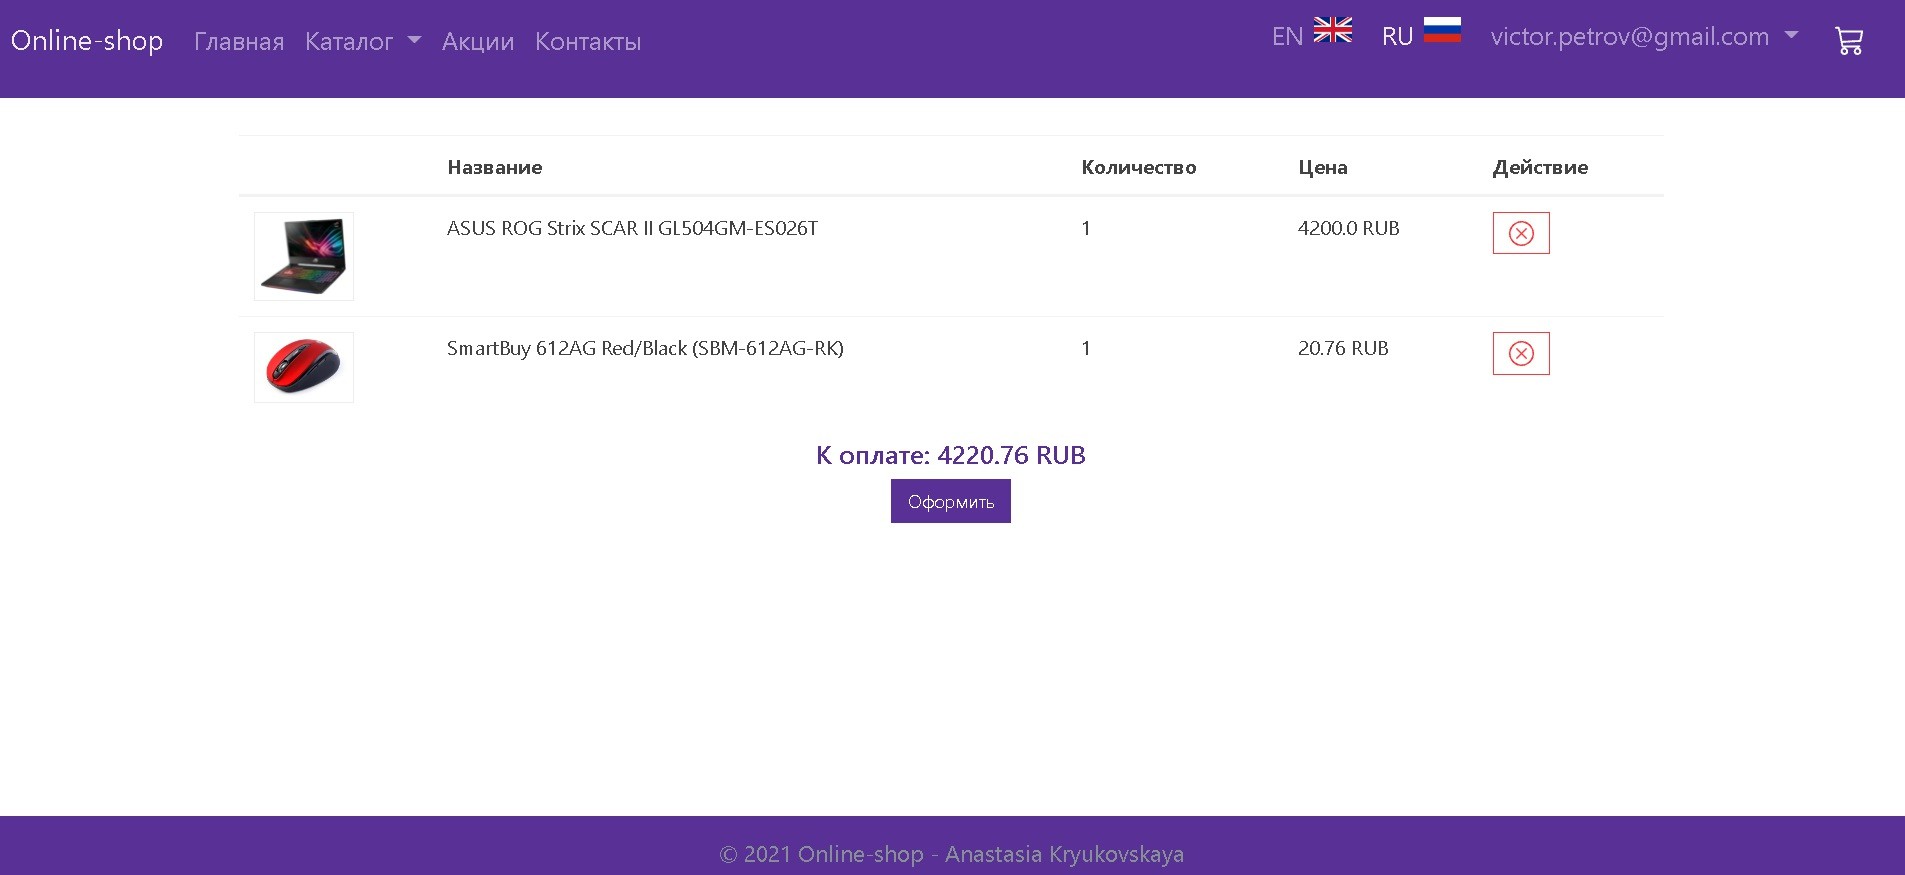 Online-shop Главная Каталог Акции Контакты EN RU victor.petrov@gmail.com
Название Количество Цена Действие
ASUS ROG Strix SCAR II GL504GM-ES026T 1 4200.0 RUB
SmartBuy 612AG Red/Black (SBM-612AG-RK) 1 20.76 RUB
К оплате: 4220.76 RUB
Оформить
© 2021 Online-shop - Anastasia Kryukovskaya